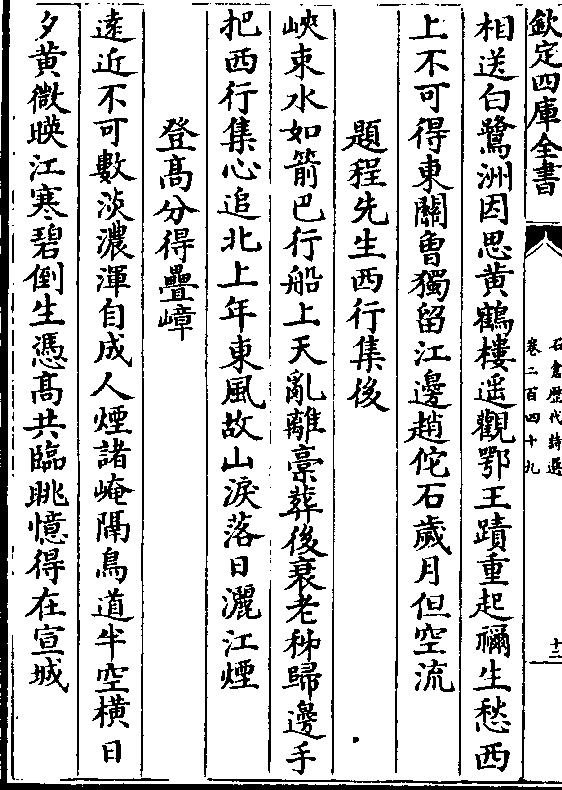 欽定四庫全書
石倉歷代詩選
卷二百四十九
十二
相送白鷺洲因思黄鶴樓遥觀鄂王蹟重起禰生愁西
上不可得東關曽獨留江邊趙佗石歲月但空流
題程先生西行集後
峽束水如箭巴行船上天亂離藁葬後衰老秭歸邊手
把西行集心追北上年東風故山淚落日灑江煙
登髙分得疊嶂
遠近不可數淡濃渾自成人煙諸崦隔鳥道半空横日
夕黄微暎江寒碧倒生憑髙共臨眺憶得在宣城